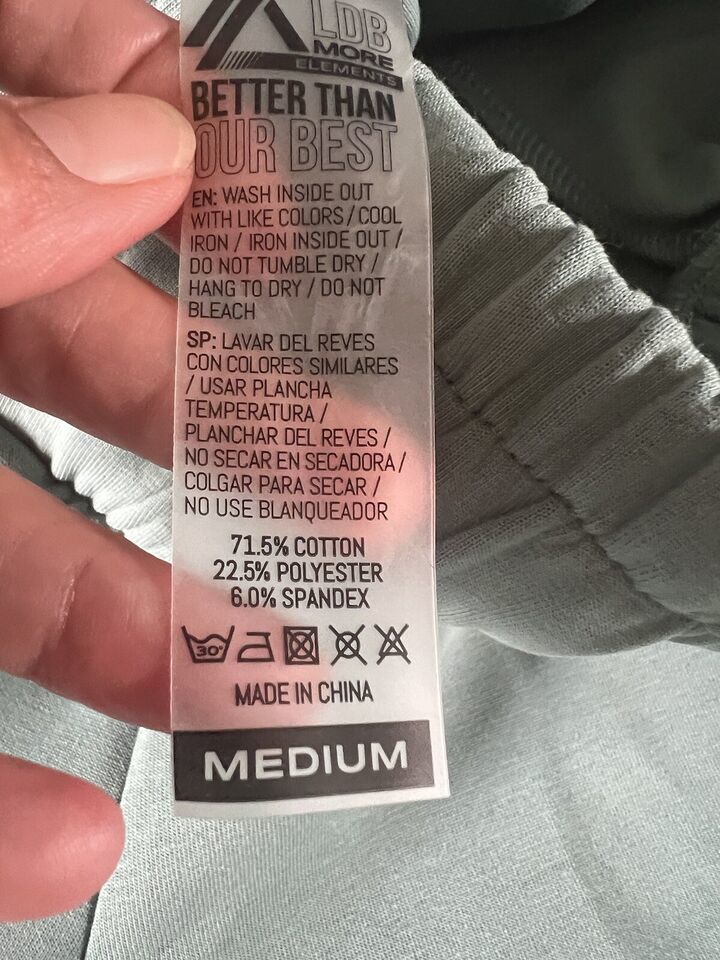 LDB
MORE
ELEMENTS
BETTER THAN
OUR BEST
EN: WASH INSIDE OUT
WITH LIKE COLORS / COOL
IRON / IRON INSIDE OUT /
DO NOT TUMBLE DRY /
HANG TO DRY / DO NOT
BLEACH
SP: LAVAR DEL REVES
CON COLORES SIMILARES
/ USAR PLANCHA
TEMPERATURA /
PLANCHAR DEL REVES /
NO SECAR EN SECADORA /
COLGAR PARA SECAR /
NO USE BLANQUEADOR
71.5% COTTON
22.5% POLYESTER
6.0% SPANDEX
30°
MADE IN CHINA
MEDIUM